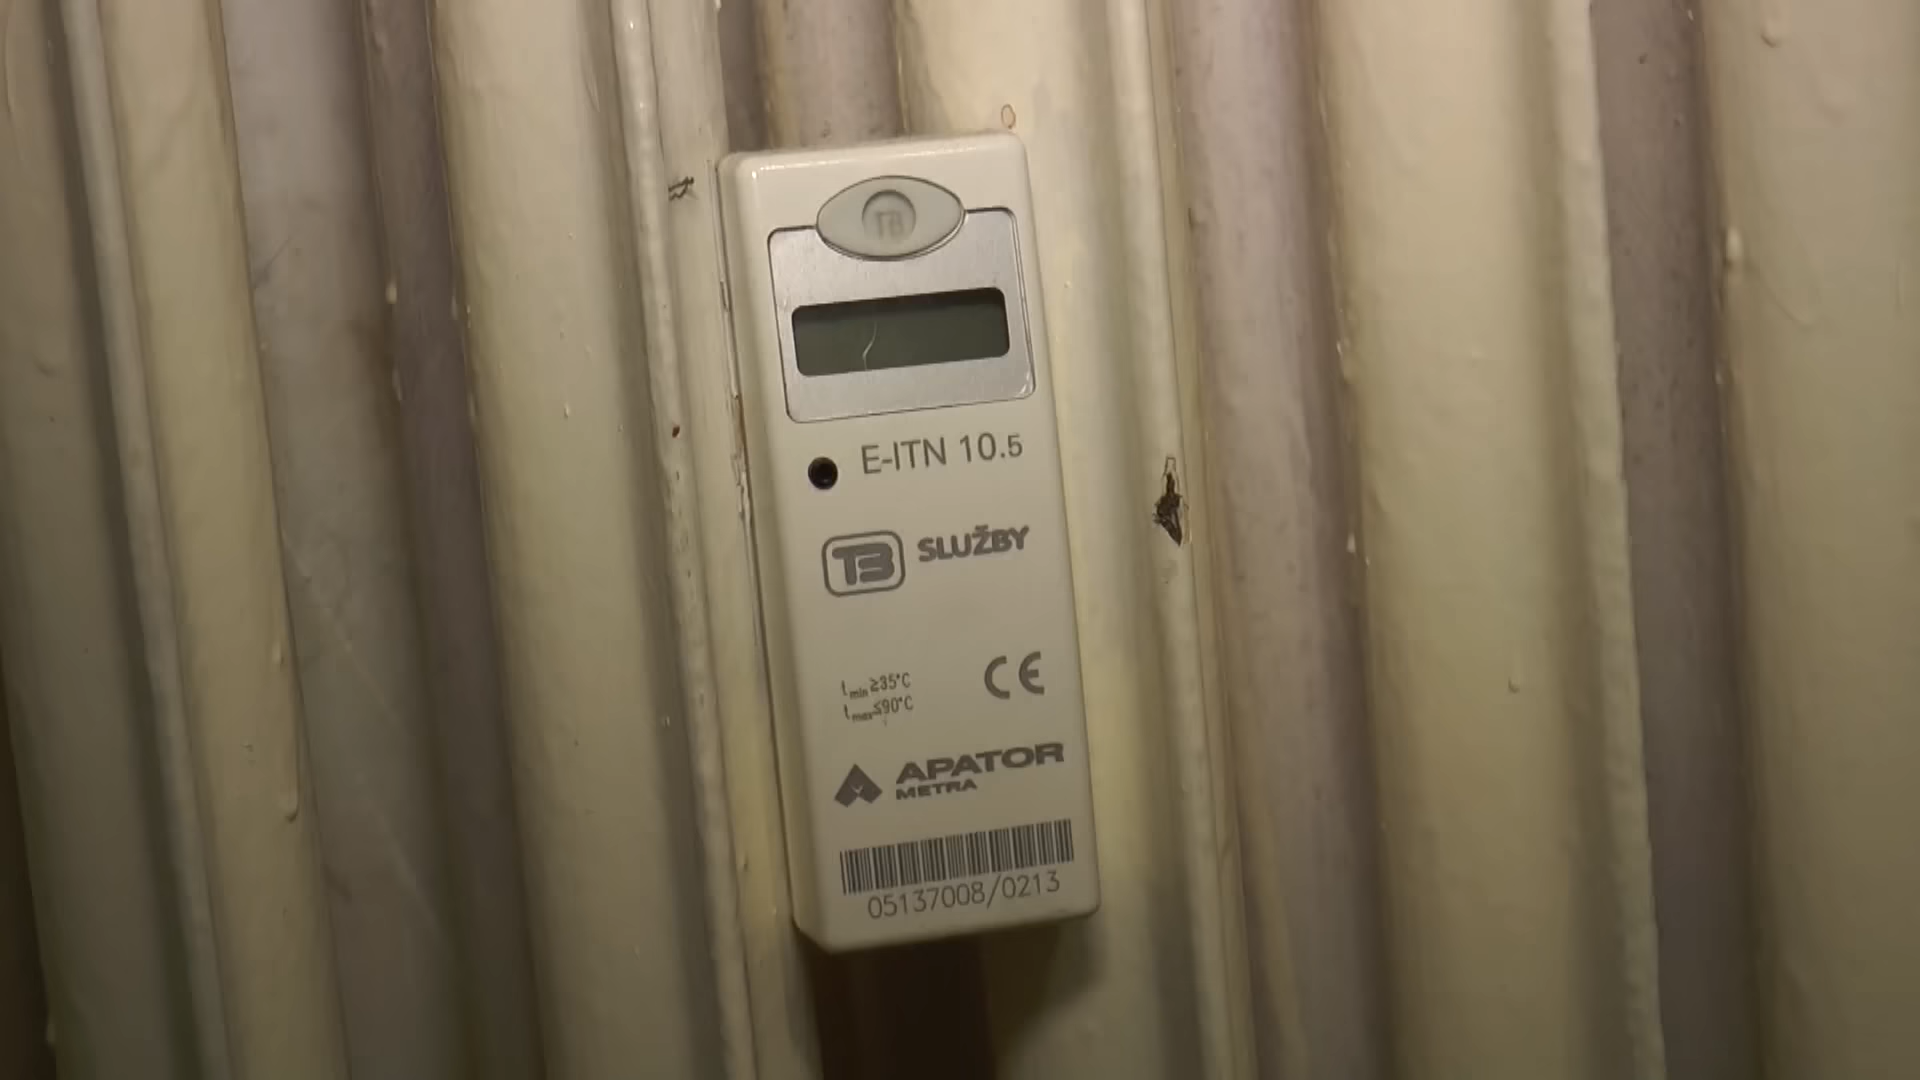 TB
E-ITN 10.5
TB SLUŽBY
tmin≥35°C
tmax≤90°C
CE
APATOR
METRA
05137008/0213